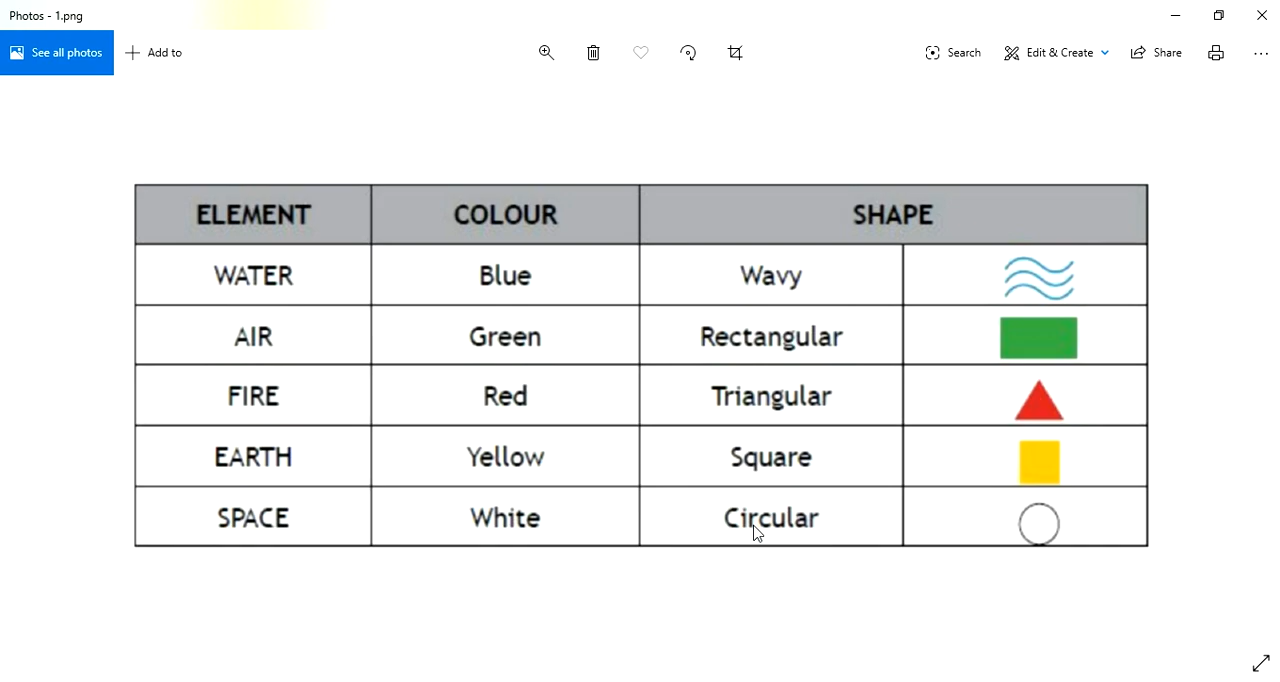 Photos - 1.png
See all photos
Add to
Search
Edit & Create
Share
ELEMENT COLOUR SHAPE
WATER Blue Wavy
AIR Green Rectangular
FIRE Red Triangular
EARTH Yellow Square
SPACE White Circular